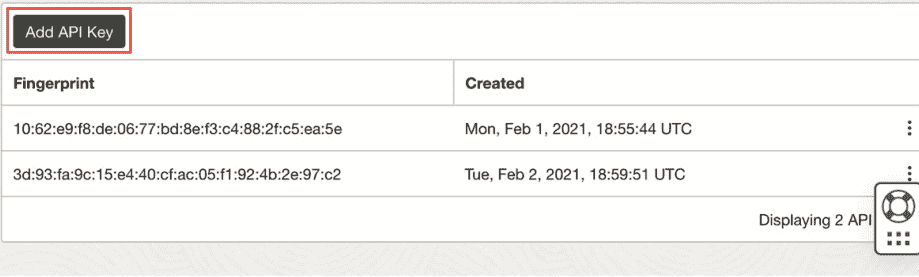 Add API Key
Fingerprint Created
10:62:e9:f8:de:06:77:bd:8e:f3:c4:88:2f:c5:ea:5e Mon, Feb 1, 2021, 18:55:44 UTC
3d:93:fa:9c:15:e4:40:cf:ac:05:f1:92:4b:2e:97:c2 Tue, Feb 2, 2021, 18:59:51 UTC
Displaying 2 API